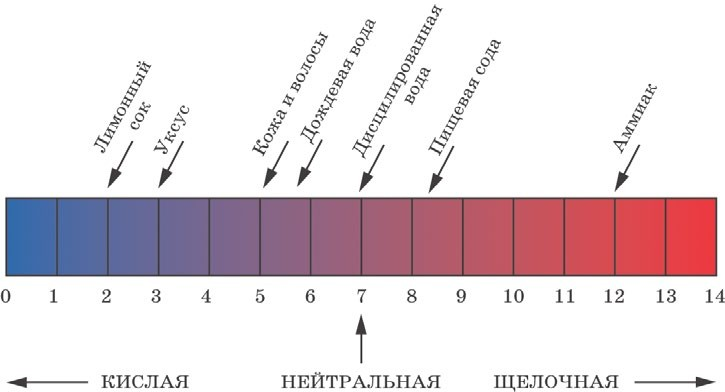 Лимонный
сок
Уксус
Кожа и волосы
Дождевая вода
Дисцилированная
вода
Пищевая сода
Аммиак
0 1 2 3 4 5 6 7 8 9 10 11 12 13 14
КИСЛАЯ НЕЙТРАЛЬНАЯ ЩЕЛОЧНАЯ